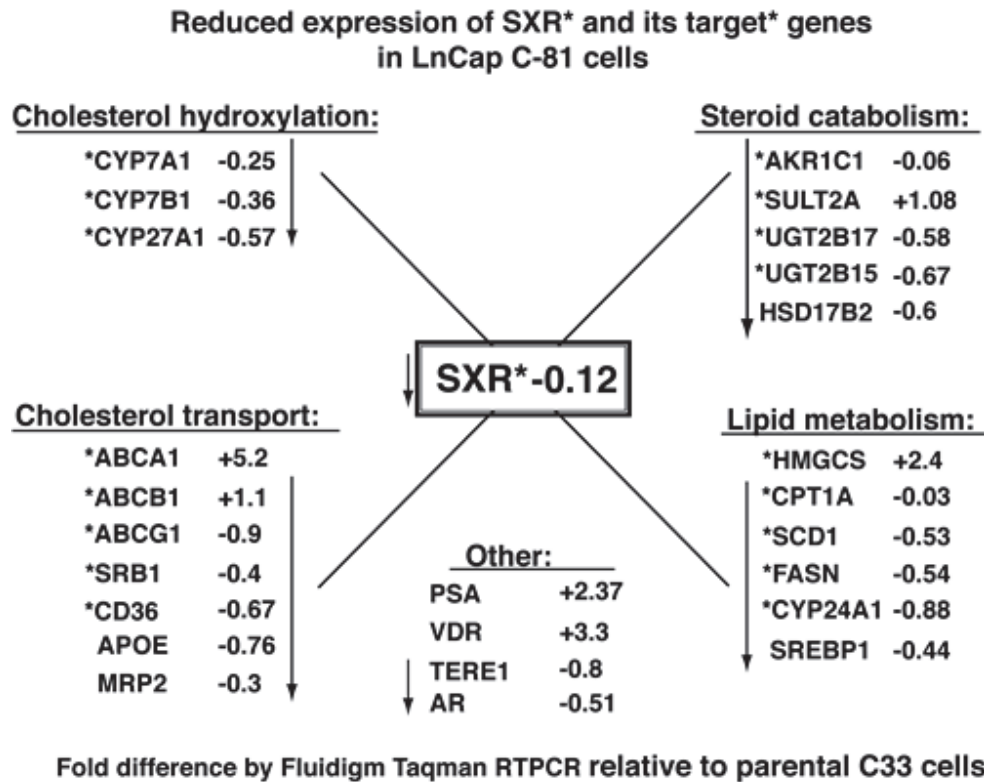 Reduced expression of SXR* and its target* genes
in LnCap C-81 cells
Cholesterol hydroxylation:
*CYP7A1 -0.25
*CYP7B1 -0.36
*CYP27A1 -0.57
Steroid catabolism:
*AKR1C1 -0.06
*SULT2A +1.08
*UGT2B17 -0.58
*UGT2B15 -0.67
HSD17B2 -0.6
SXR* -0.12
Cholesterol transport:
*ABCA1 +5.2
*ABCB1 +1.1
*ABCG1 -0.9
*SRB1 -0.4
*CD36 -0.67
APOE -0.76
MRP2 -0.3
Other:
PSA +2.37
VDR +3.3
TERE1 -0.8
AR -0.51
Lipid metabolism:
*HMGCS +2.4
*CPT1A -0.03
*SCD1 -0.53
*FASN -0.54
*CYP24A1 -0.88
SREBP1 -0.44
Fold difference by Fluidigm Taqman RTPCR relative to parental C33 cells